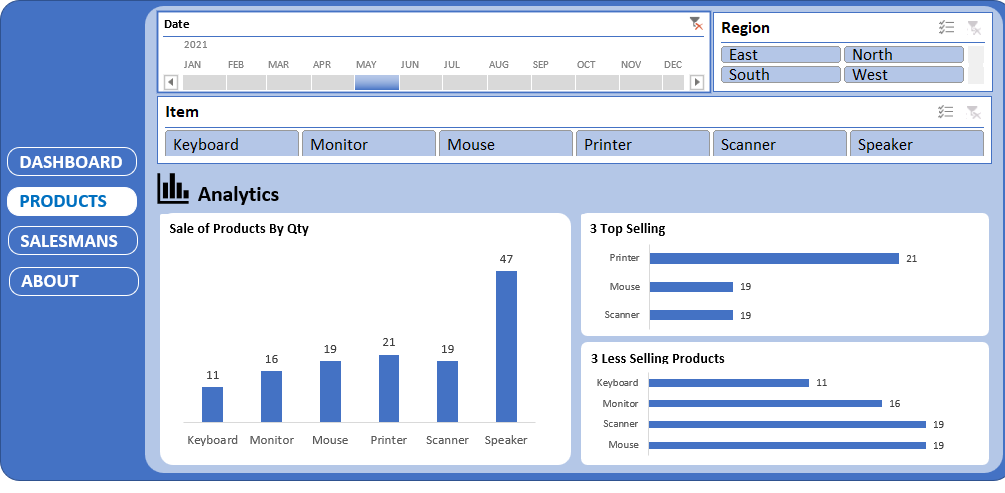 Date
2021
JAN FEB MAR APR MAY JUN JUL AUG SEP OCT NOV DEC
Region
East North
South West
Item
Keyboard Monitor Mouse Printer Scanner Speaker
DASHBOARD
PRODUCTS
SALESMANS
ABOUT
Analytics
Sale of Products By Qty
11 16 19 21 19 47
Keyboard Monitor Mouse Printer Scanner Speaker
3 Top Selling
Printer 21
Mouse 19
Scanner 19
3 Less Selling Products
Keyboard 11
Monitor 16
Scanner 19
Mouse 19